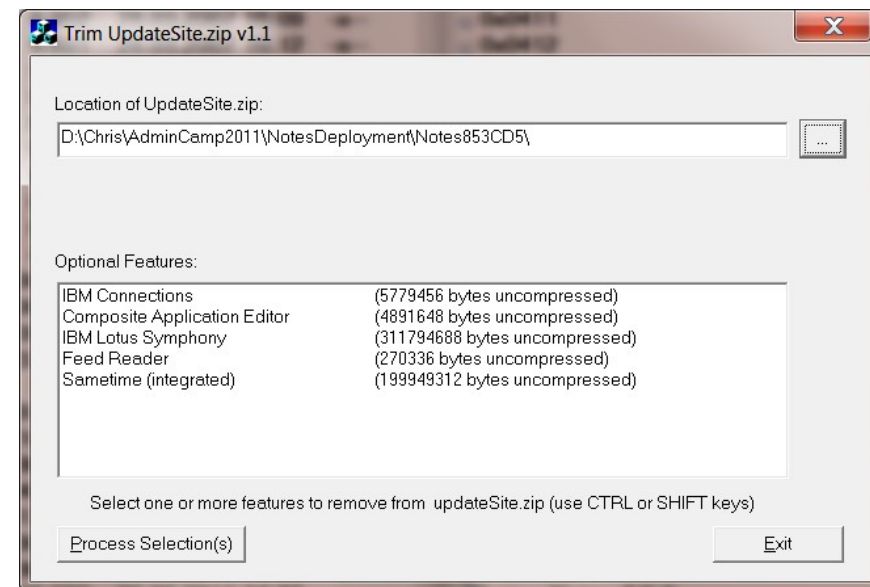 Trim UpdateSite.zip v1.1
Location of UpdateSite.zip:
D:\Chris\AdminCamp2011\NotesDeployment\Notes853CD5\
...
Optional Features:
IBM Connections (5779456 bytes uncompressed)
Composite Application Editor (4891648 bytes uncompressed)
IBM Lotus Symphony (311794688 bytes uncompressed)
Feed Reader (270336 bytes uncompressed)
Sametime (integrated) (199949312 bytes uncompressed)
Select one or more features to remove from updateSite.zip (use CTRL or SHIFT keys)
Process Selection(s) Exit